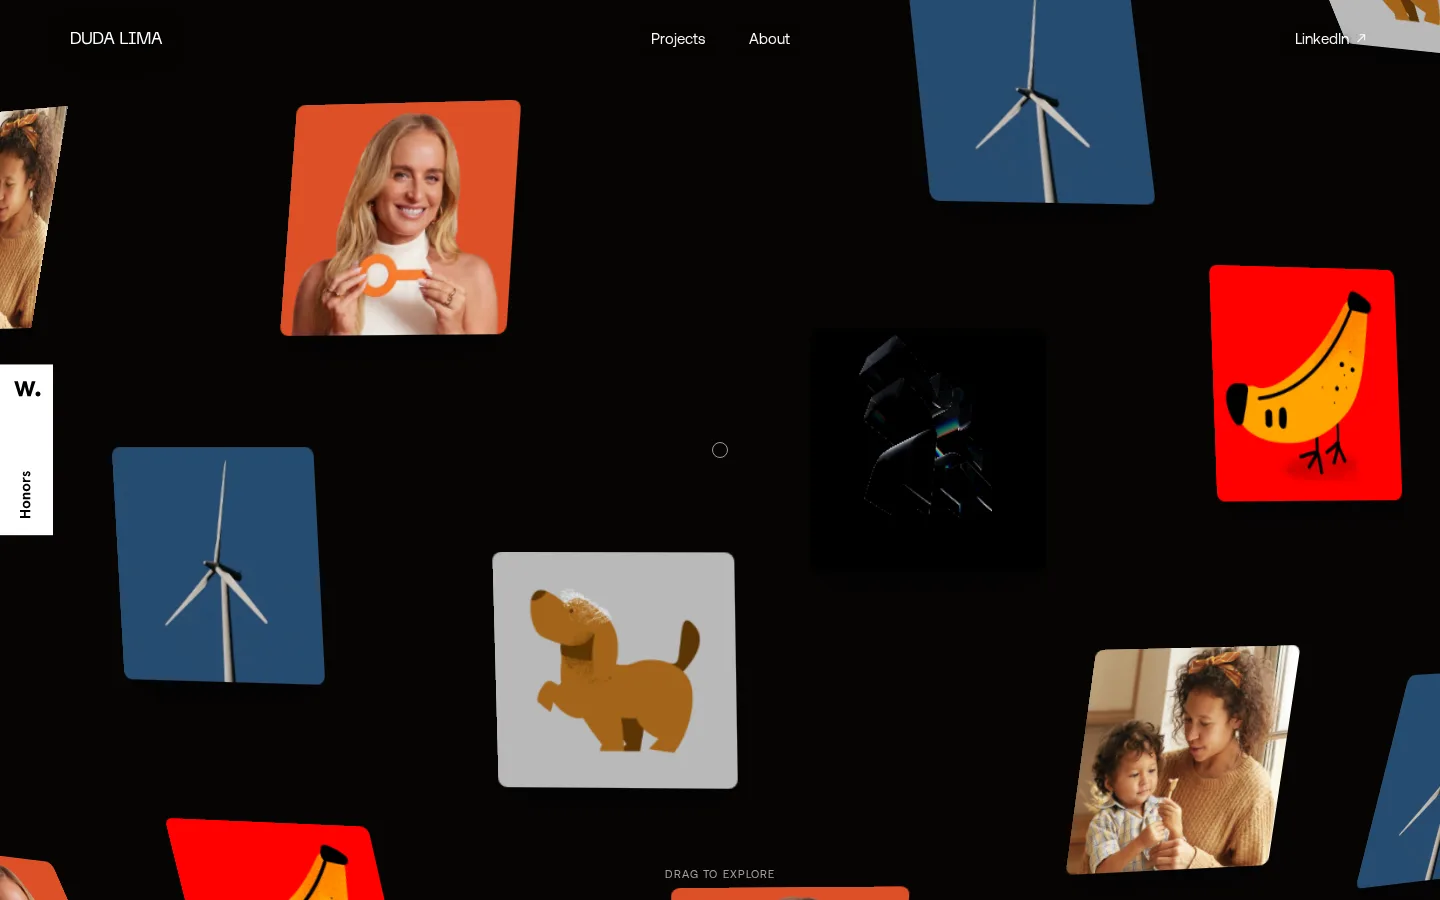 DUDA LIMA
Projects
About
LinkedIn ↗
W.
Honors
DRAG TO EXPLORE